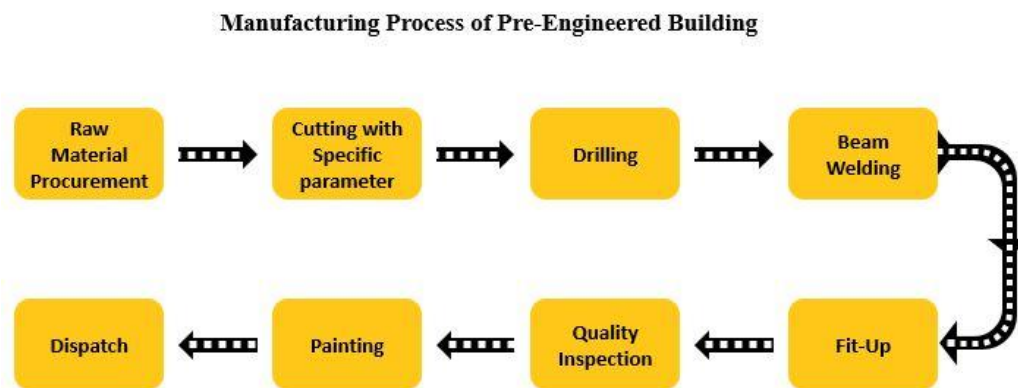 Manufacturing Process of Pre-Engineered Building
Raw
Material
Procurement
Cutting with
Specific
parameter
Drilling
Beam
Welding
Fit-Up
Quality
Inspection
Painting
Dispatch